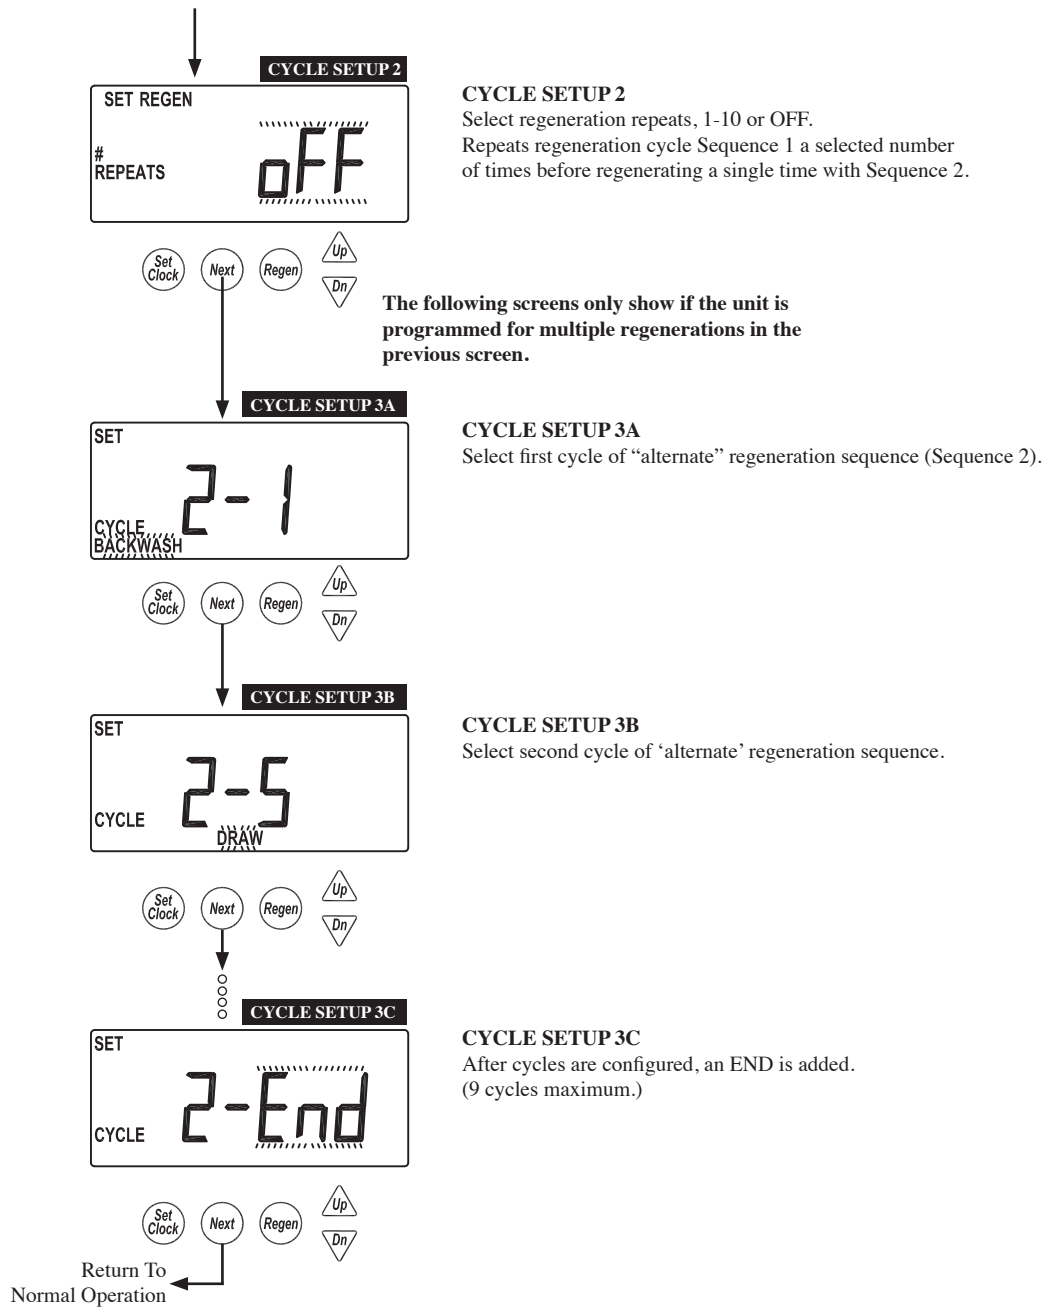 CYCLE SETUP 2
SET REGEN
#
REPEATS
oFF
CYCLE SETUP 2
Select regeneration repeats, 1-10 or OFF.
Repeats regeneration cycle Sequence 1 a selected number
of times before regenerating a single time with Sequence 2.
Set
Clock
Next
Regen
Up
Dn
The following screens only show if the unit is
programmed for multiple regenerations in the
previous screen.
CYCLE SETUP 3A
SET
2-1
CYCLE
BACKWASH
CYCLE SETUP 3A
Select first cycle of “alternate” regeneration sequence (Sequence 2).
Set
Clock
Next
Regen
Up
Dn
CYCLE SETUP 3B
SET
2-5
CYCLE
DRAW
CYCLE SETUP 3B
Select second cycle of ‘alternate’ regeneration sequence.
Set
Clock
Next
Regen
Up
Dn
CYCLE SETUP 3C
SET
2-End
CYCLE
CYCLE SETUP 3C
After cycles are configured, an END is added.
(9 cycles maximum.)
Set
Clock
Next
Regen
Up
Dn
Return To
Normal Operation